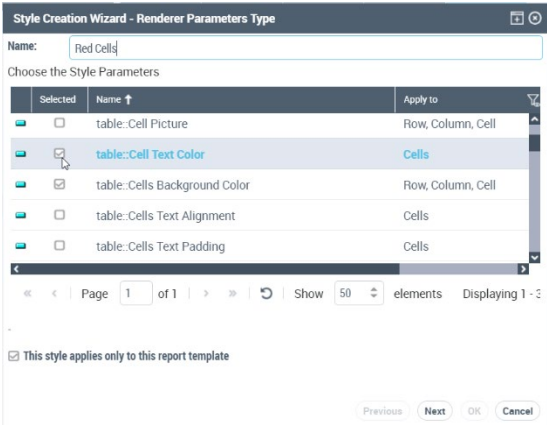 Style Creation Wizard - Renderer Parameters Type
Name: Red Cells
Choose the Style Parameters
Selected Name Apply to
table::Cell Picture Row, Column, Cell
table::Cell Text Color Cells
table::Cells Background Color Row, Column, Cell
table::Cells Text Alignment Cells
table::Cells Text Padding Cells
Page 1 of 1 Show 50 elements Displaying 1 - 3
This style applies only to this report template
Previous Next OK Cancel